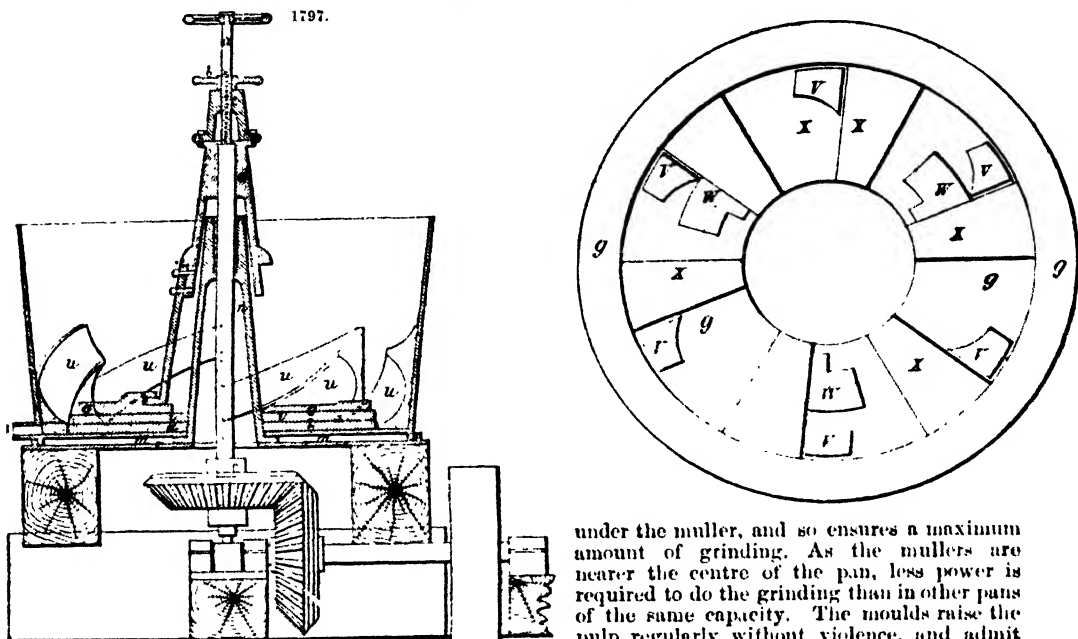 1797.
u
u
u
u
u
n
m
m
V
X
X
V
W
V
W
X
g
X
g
g
g
X
l
W
V
under the muller, and so ensures a maximum
amount of grinding. As the mullers are
nearer the centre of the pan, less power is
required to do the grinding than in other pans
of the same capacity. The moulds raise the
pulp regularly without violence, and admit